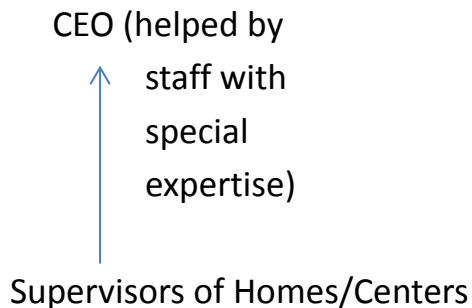 CEO (helped by
staff with
special
expertise)
Supervisors of Homes/Centers